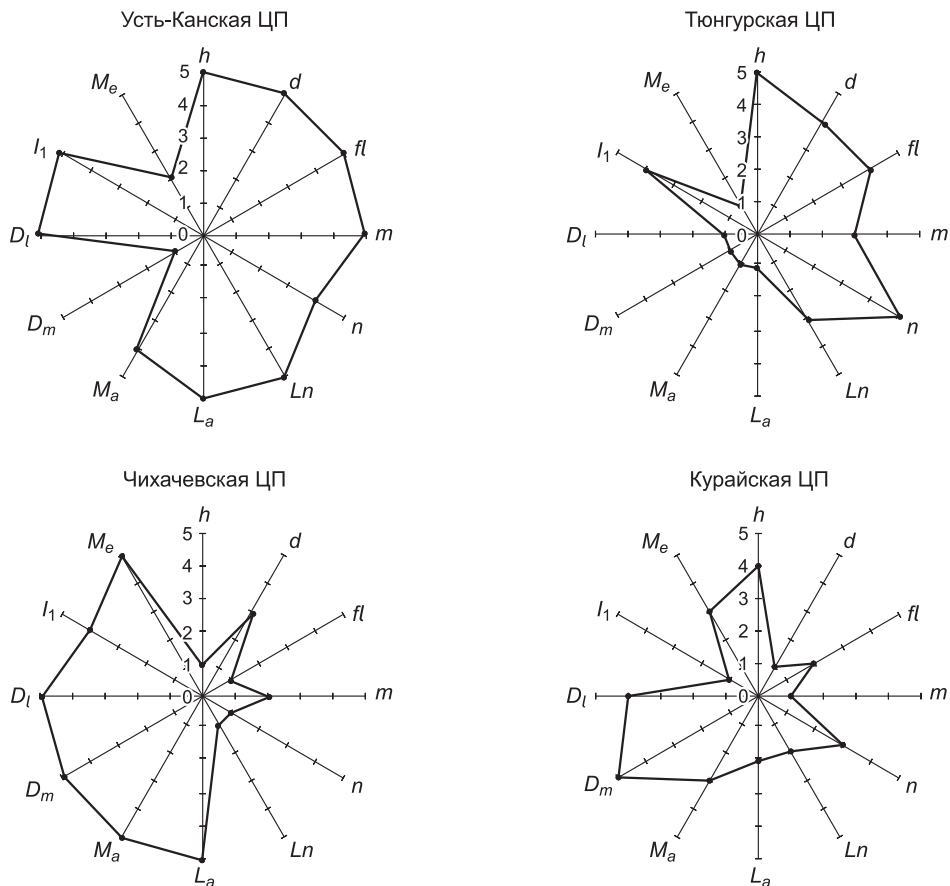 Усть-Канская ЦП
h
5
4
3
2
1
0
d
fl
m
n
Ln
Lₐ
Mₐ
Dₘ
Dₗ
I₁
Mₑ
Тюнгурская ЦП
h
5
4
3
2
1
0
d
fl
m
n
Ln
Lₐ
Mₐ
Dₘ
Dₗ
I₁
Mₑ
Чихачевская ЦП
h
5
4
3
2
1
0
d
fl
m
n
Ln
Lₐ
Mₐ
Dₘ
Dₗ
I₁
Mₑ
Курайская ЦП
h
5
4
3
2
1
0
d
fl
m
n
Ln
Lₐ
Mₐ
Dₘ
Dₗ
I₁
Mₑ